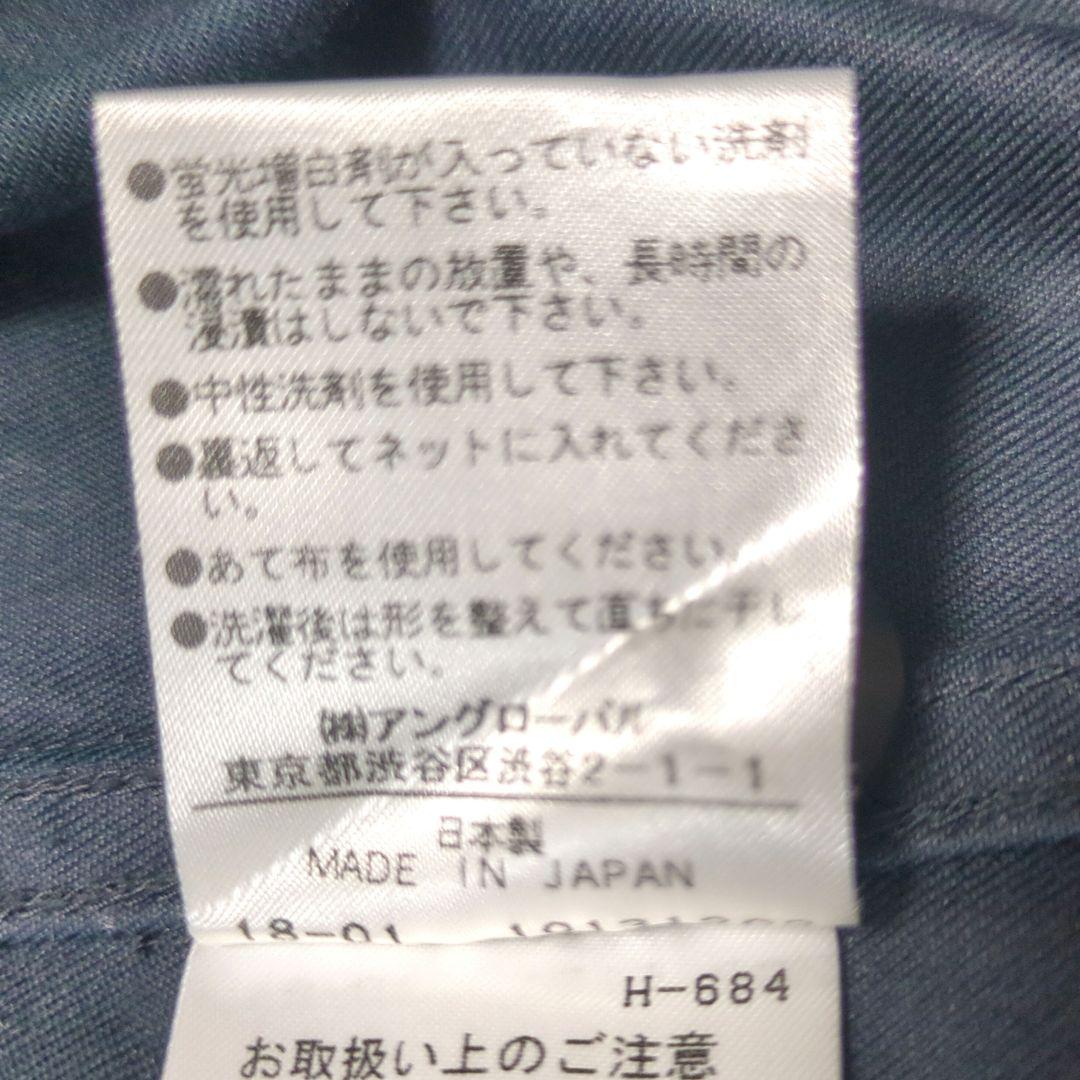 ●蛍光増白剤が入っていない洗剤
を使用して下さい。
●濡れたままの放置や、長時間の
浸漬はしないで下さい。
●中性洗剤を使用して下さい。
●裏返してネットに入れてくださ
い。
●あて布を使用してください。
●洗濯後は形を整えて直ちに干し
てください。
㈱アングローバル
東京都渋谷区渋谷2-1-1
日本製
MADE IN JAPAN
18-01
H-684
お取扱い上のご注意